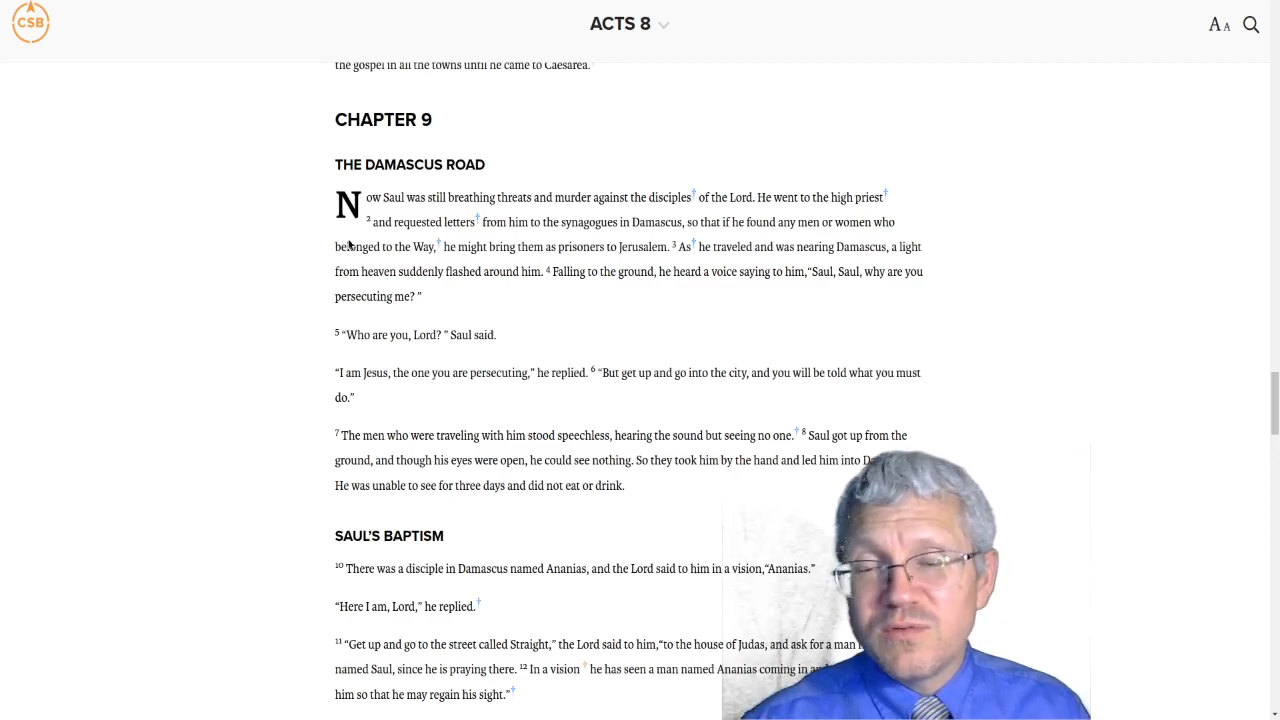 CSB
ACTS 8
A A
the gospel in all the towns until he came to Caesarea.
CHAPTER 9
THE DAMASCUS ROAD
Now Saul was still breathing threats and murder against the disciples† of the Lord. He went to the high priest†
2 and requested letters† from him to the synagogues in Damascus, so that if he found any men or women who
belonged to the Way,† he might bring them as prisoners to Jerusalem. 3 As† he traveled and was nearing Damascus, a light
from heaven suddenly flashed around him. 4 Falling to the ground, he heard a voice saying to him,“Saul, Saul, why are you
persecuting me? ”
5 “Who are you, Lord? ” Saul said.
“I am Jesus, the one you are persecuting,” he replied. 6 “But get up and go into the city, and you will be told what you must
do.”
7 The men who were traveling with him stood speechless, hearing the sound but seeing no one.† 8 Saul got up from the
ground, and though his eyes were open, he could see nothing. So they took him by the hand and led him into
He was unable to see for three days and did not eat or drink.
SAUL’S BAPTISM
10 There was a disciple in Damascus named Ananias, and the Lord said to him in a vision,“Ananias.”
“Here I am, Lord,” he replied.†
11 “Get up and go to the street called Straight,” the Lord said to him,“to the house of Judas, and ask for a man
named Saul, since he is praying there. 12 In a vision † he has seen a man named Ananias coming in
him so that he may regain his sight.”†